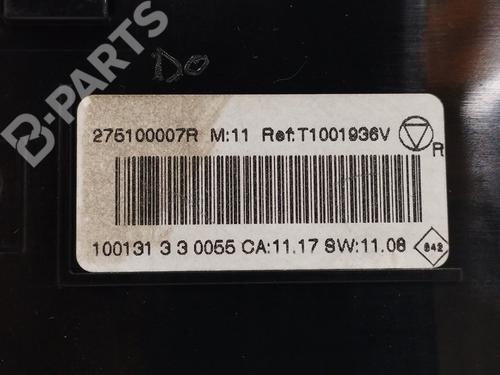 B-PARTS
DO
275100007R M:11 Ref:T1001936V
R
100131 3 3 0055 CA:11.17 SW:11.08
842